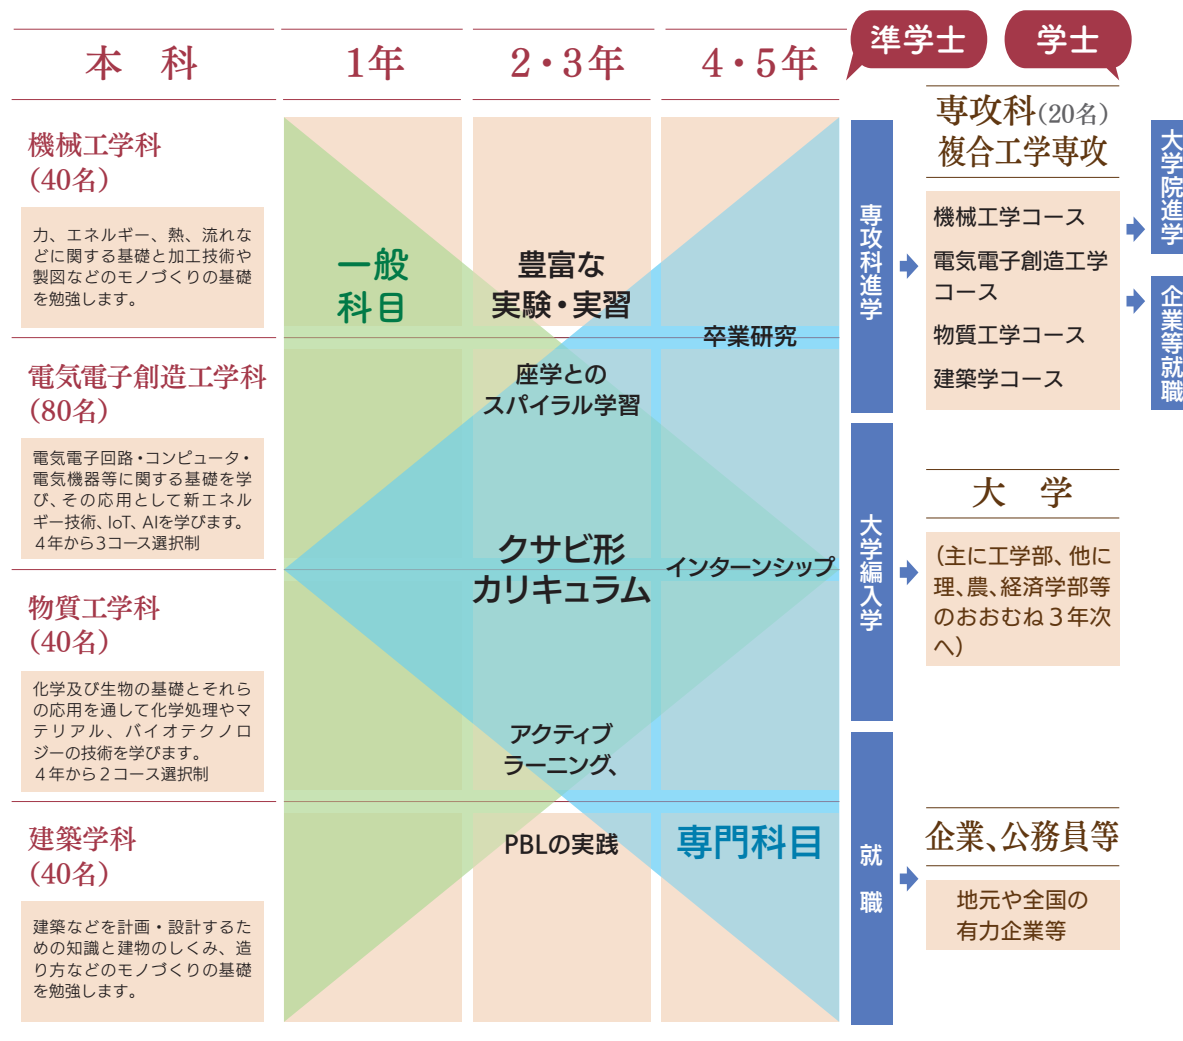 本　科
1年
2・3年
4・5年
準学士
学士
機械工学科
（40名）
力、エネルギー、熱、流れな
どに関する基礎と加工技術や
製図などのモノづくりの基礎
を勉強します。
電気電子創造工学科
（80名）
電気電子回路・コンピュータ・
電気機器等に関する基礎を学
び、その応用として新エネル
ギー技術、IoT、AIを学びます。
４年から3コース選択制
物質工学科
（40名）
化学及び生物の基礎とそれら
の応用を通して化学処理やマ
テリアル、バイオテクノロ
ジーの技術を学びます。
４年から２コース選択制
建築学科
（40名）
建築などを計画・設計するた
めの知識と建物のしくみ、造
り方などのモノづくりの基礎
を勉強します。
一般
科目
豊富な
実験・実習
座学との
スパイラル学習
クサビ形
カリキュラム
アクティブ
ラーニング、
PBLの実践
卒業研究
インターンシップ
専門科目
専攻科進学
大学編入学
就　職
専攻科（20名）
複合工学専攻
機械工学コース
電気電子創造工学
コース
物質工学コース
建築学コース
大学院進学
企業等就職
大　学
（主に工学部、他に
理、農、経済学部等
のおおむね３年次
へ）
企業、公務員等
地元や全国の
有力企業等